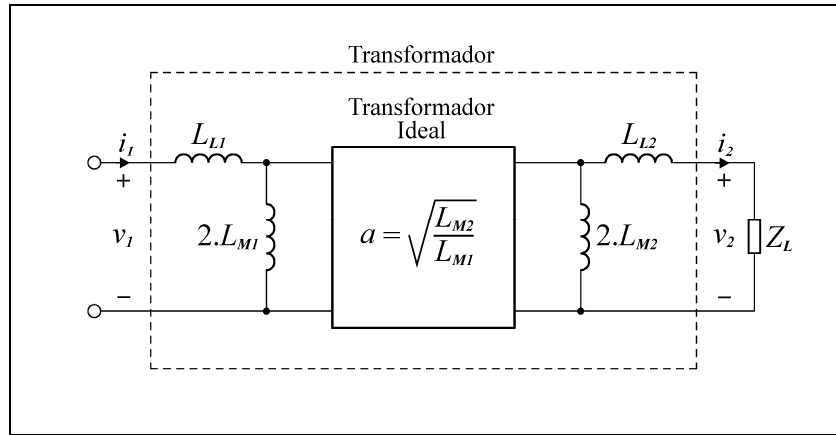 Transformador
Transformador
Ideal
i1
LL1
LL2
i2
+
+
v1
2.LM1
a = √(LM2/LM1)
2.LM2
v2
ZL
−
−